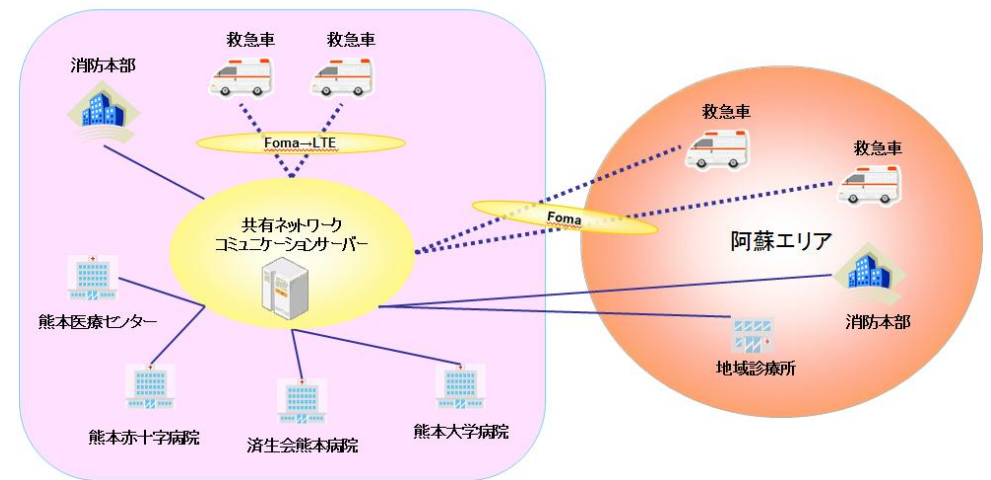 救急車
救急車
消防本部
Foma→LTE
共有ネットワーク
コミュニケーションサーバー
熊本医療センター
熊本赤十字病院
済生会熊本病院
熊本大学病院
救急車
救急車
Foma
阿蘇エリア
消防本部
地域診療所